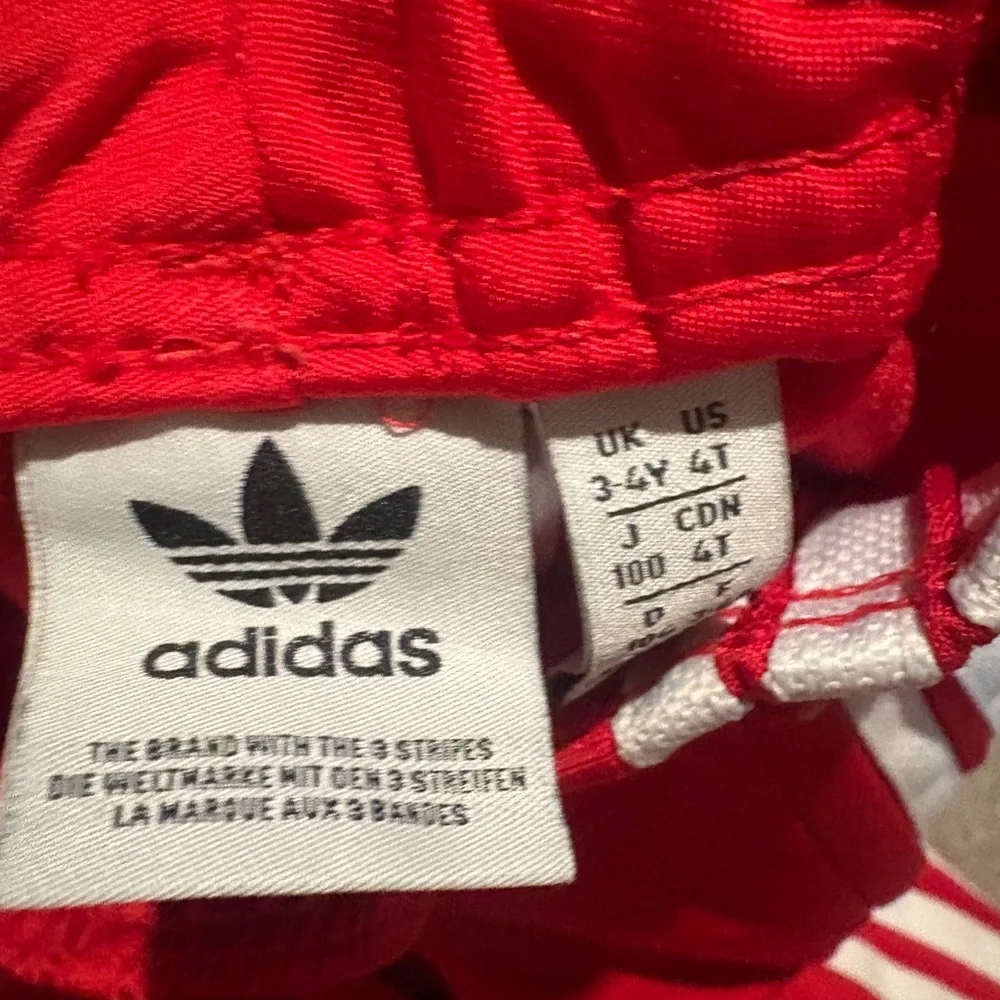 adidas
THE BRAND WITH THE 3 STRIPES
DIE WELTMARKE MIT DEN 3 STREIFEN
LA MARQUE AUX 3 BANDES
UK US
3-4Y 4T
J CDN
100 4T
D F